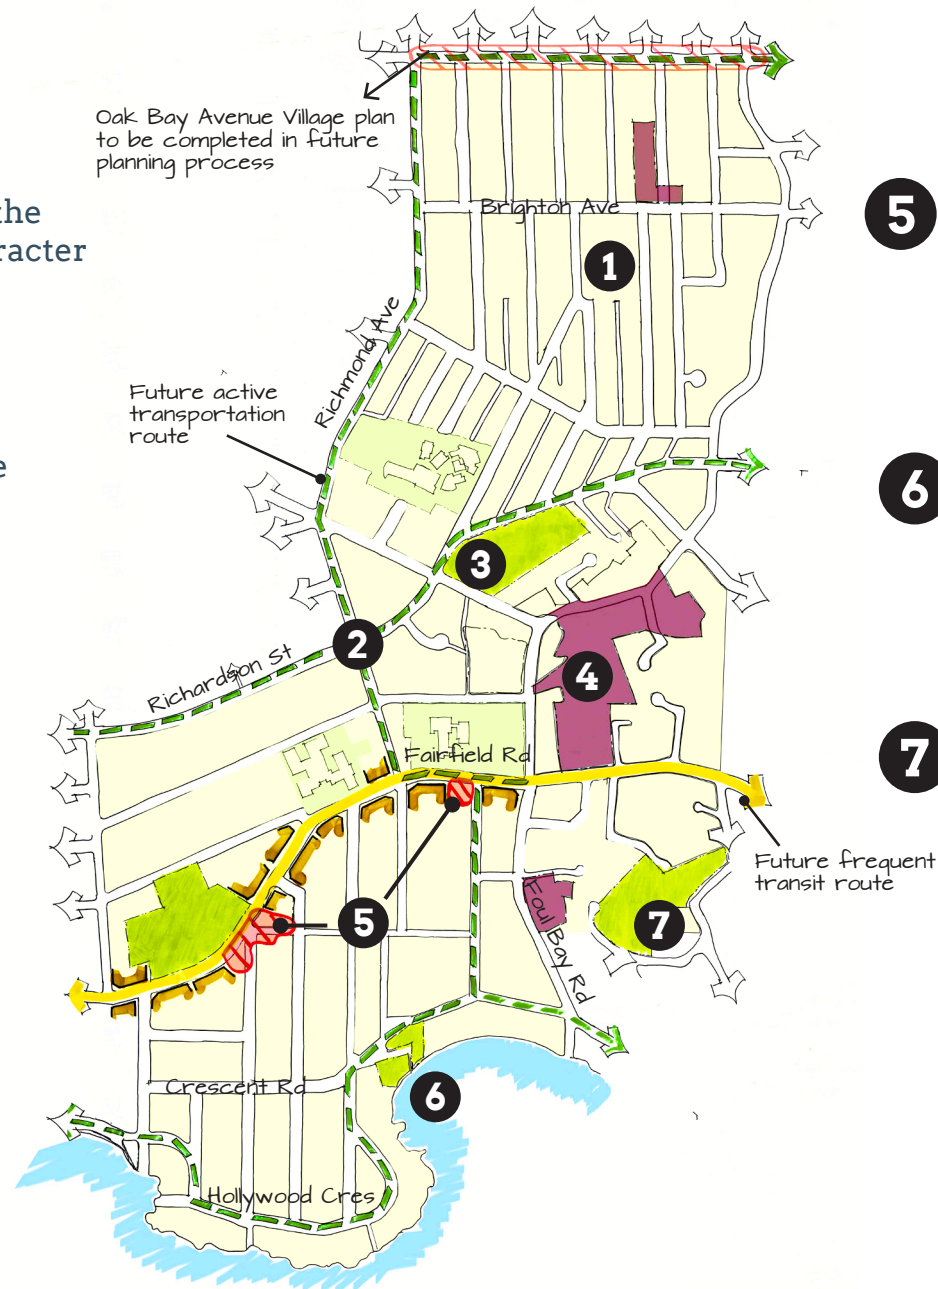 Oak Bay Avenue Village plan
to be completed in future
planning process
the
racter
5
Brighton Ave
1
Richmond Ave
Future active
transportation
route
e
6
3
2
4
Richardson St
Fairfield Rd
7
Future frequent
transit route
5
7
Foul Bay Rd
Crescent Rd
6
Hollywood Cres